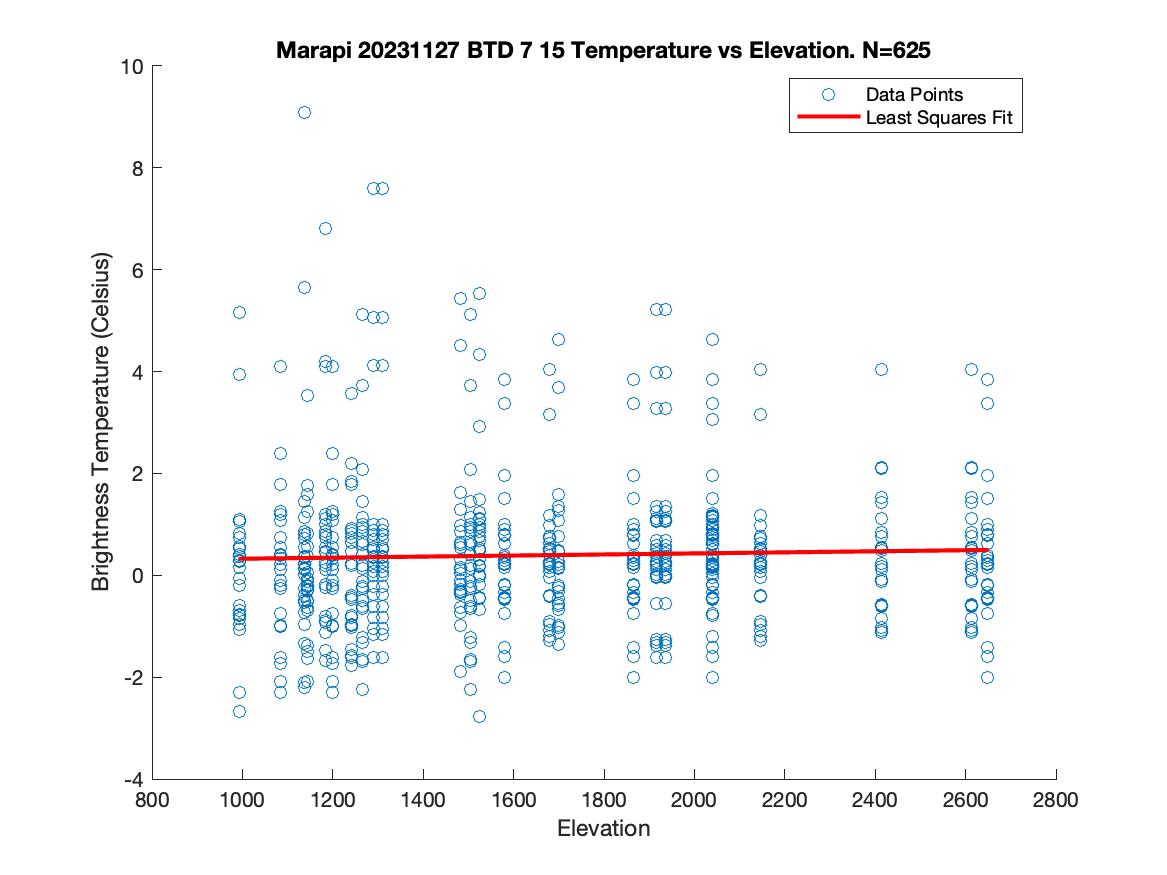 Marapi 20231127 BTD 7 15 Temperature vs Elevation. N=625
Data Points
Least Squares Fit
Brightness Temperature (Celsius)
10
8
6
4
2
0
-2
-4
800 1000 1200 1400 1600 1800 2000 2200 2400 2600 2800
Elevation